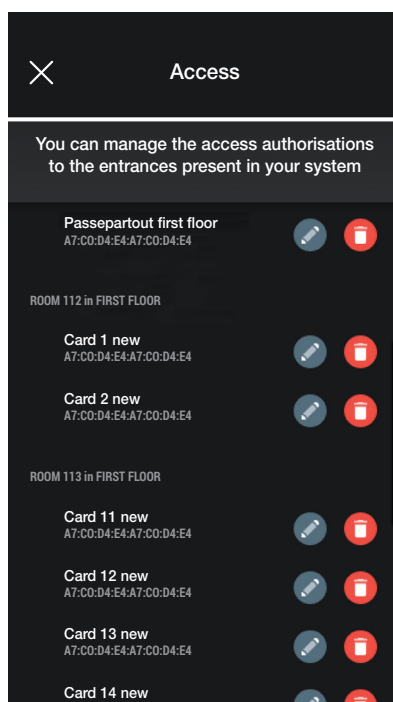 Access
You can manage the access authorisations
to the entrances present in your system
Passepartout first floor
A7:C0:D4:E4:A7:C0:D4:E4
ROOM 112 in FIRST FLOOR
Card 1 new
A7:C0:D4:E4:A7:C0:D4:E4
Card 2 new
A7:C0:D4:E4:A7:C0:D4:E4
ROOM 113 in FIRST FLOOR
Card 11 new
A7:C0:D4:E4:A7:C0:D4:E4
Card 12 new
A7:C0:D4:E4:A7:C0:D4:E4
Card 13 new
A7:C0:D4:E4:A7:C0:D4:E4
Card 14 new